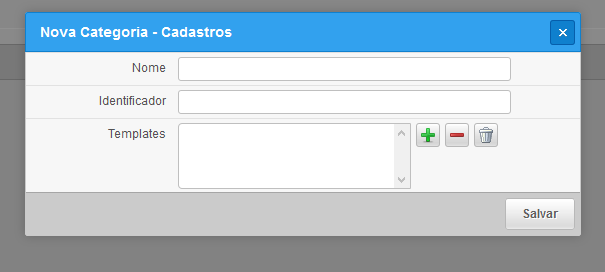 Nova Categoria - Cadastros
Nome
Identificador
Templates
Salvar